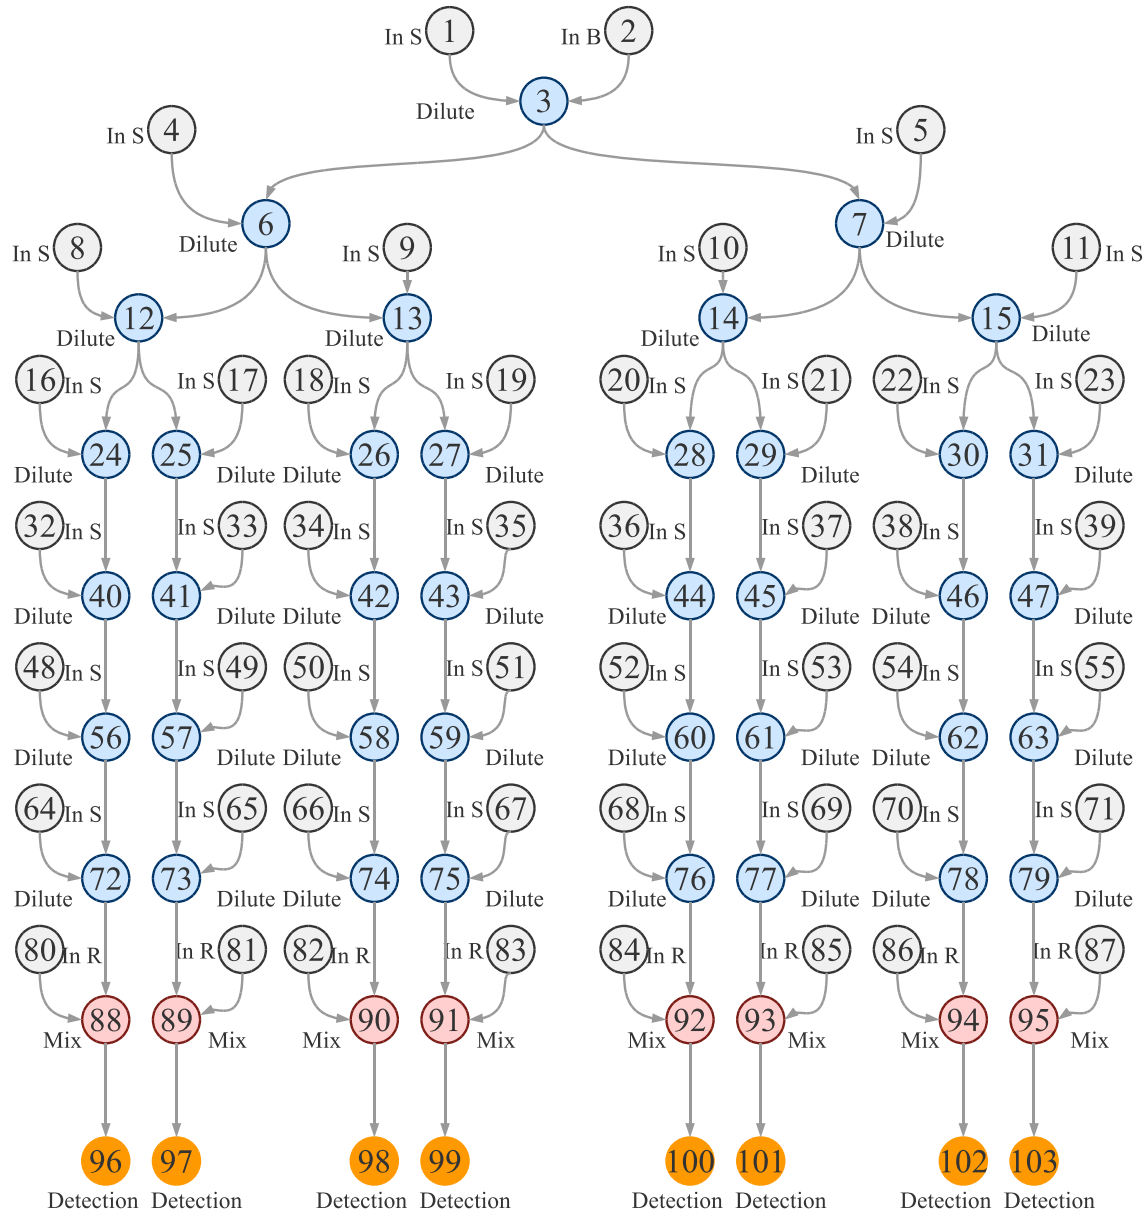 In S 1 In B 2
Dilute 3
In S 4 In S 5
6 7
Dilute Dilute
In S 8 In S 9 In S 10 11 In S
12 13 14 15
Dilute Dilute Dilute Dilute
16 In S In S 17 18 In S In S 19 20 In S In S 21 22 In S In S 23
24 25 26 27 28 29 30 31
Dilute Dilute Dilute Dilute Dilute Dilute Dilute Dilute
32 In S In S 33 34 In S In S 35 36 In S In S 37 38 In S In S 39
40 41 42 43 44 45 46 47
Dilute Dilute Dilute Dilute Dilute Dilute Dilute Dilute
48 In S In S 49 50 In S In S 51 52 In S In S 53 54 In S In S 55
56 57 58 59 60 61 62 63
Dilute Dilute Dilute Dilute Dilute Dilute Dilute Dilute
64 In S In S 65 66 In S In S 67 68 In S In S 69 70 In S In S 71
72 73 74 75 76 77 78 79
Dilute Dilute Dilute Dilute Dilute Dilute Dilute Dilute
80 In R In R 81 82 In R In R 83 84 In R In R 85 86 In R In R 87
88 89 90 91 92 93 94 95
Mix Mix Mix Mix Mix Mix Mix Mix
96 97 98 99 100 101 102 103
Detection Detection Detection Detection Detection Detection Detection Detection